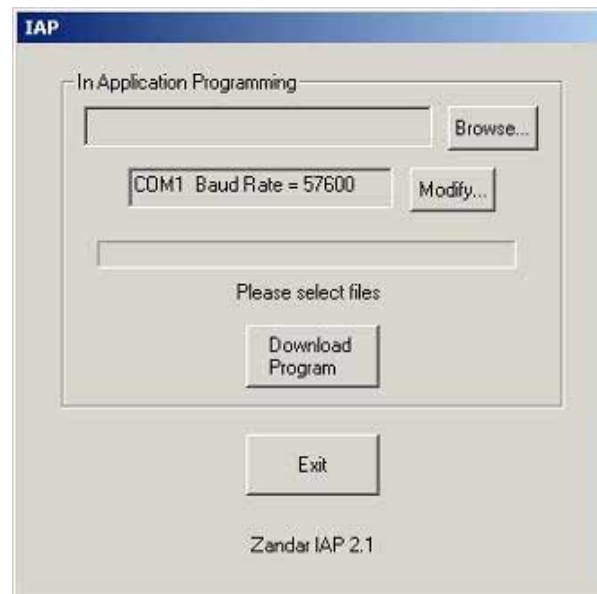 IAP
In Application Programming
Browse...
COM1 Baud Rate = 57600
Modify...
Please select files
Download
Program
Exit
Zandar IAP 2.1